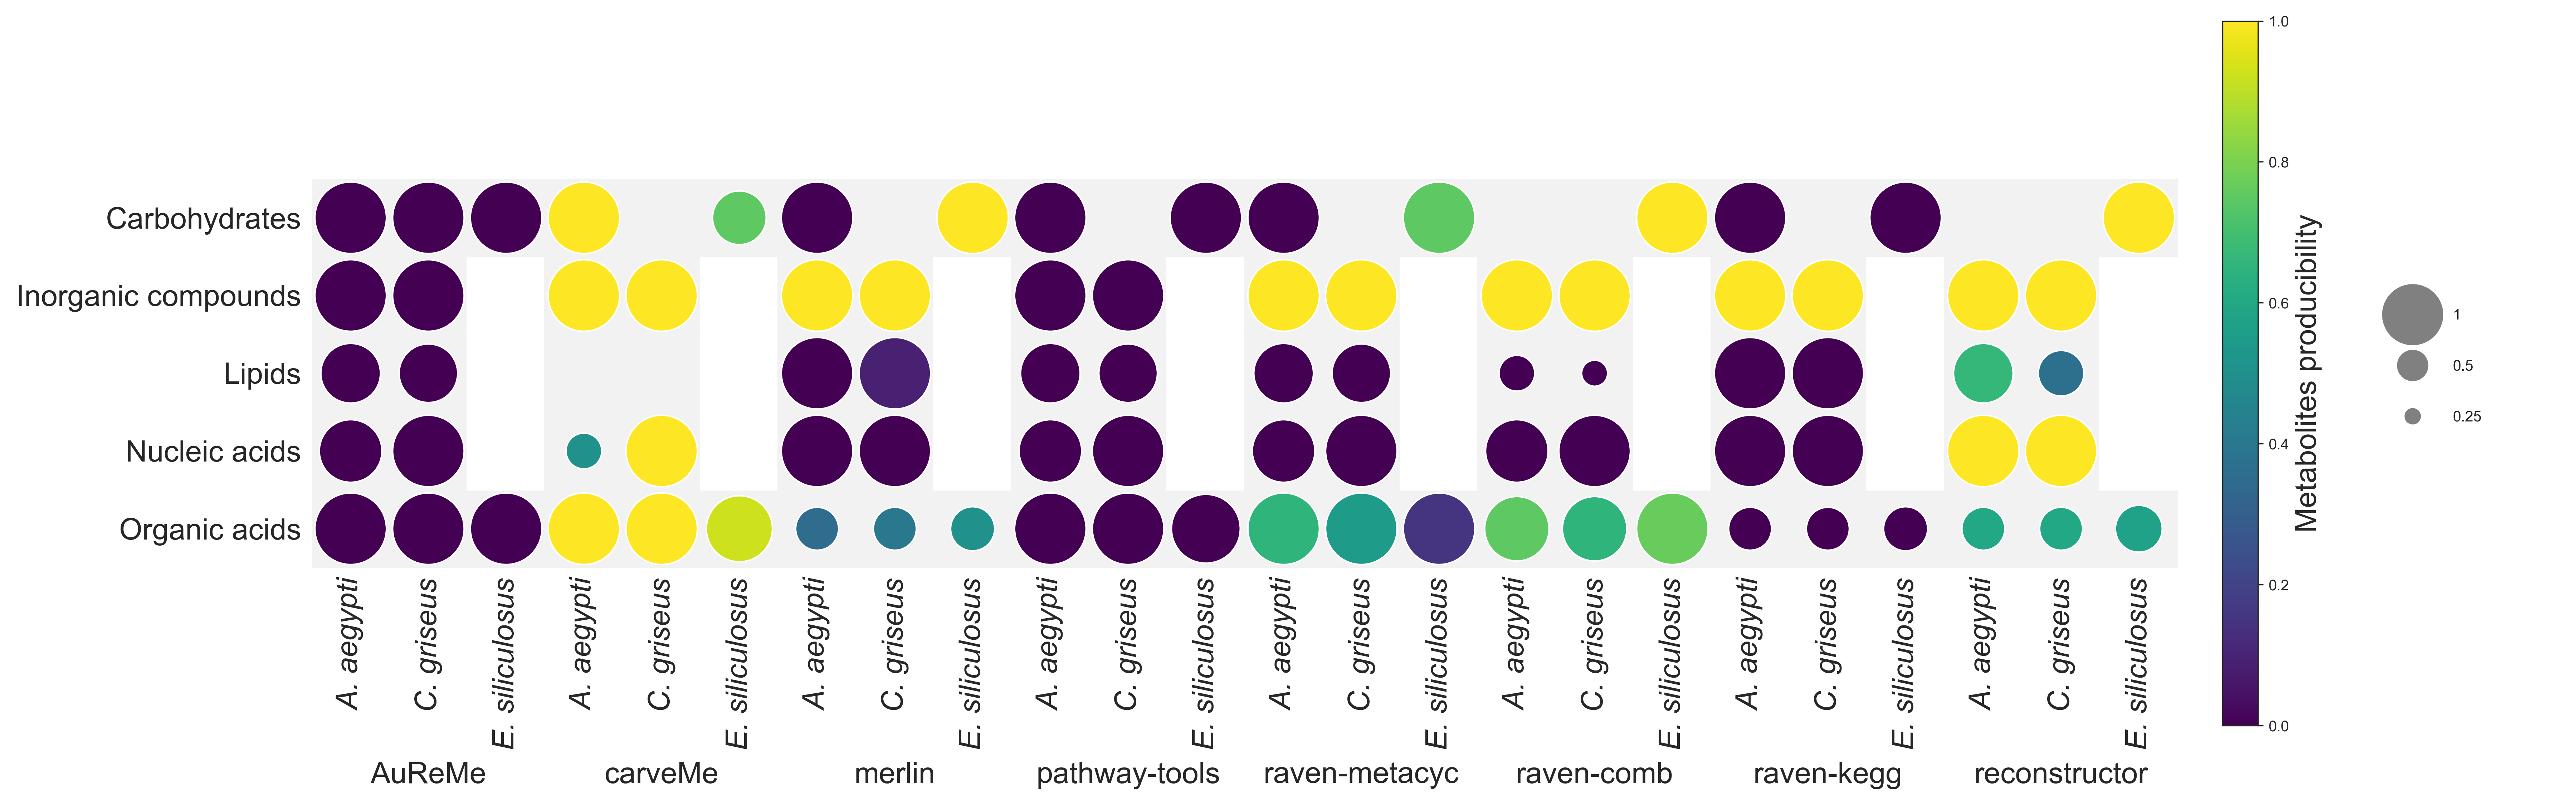 Carbohydrates
Inorganic compounds
Lipids
Nucleic acids
Organic acids
A. aegypti
C. griseus
E. siliculosus
A. aegypti
C. griseus
E. siliculosus
A. aegypti
C. griseus
E. siliculosus
A. aegypti
C. griseus
E. siliculosus
A. aegypti
C. griseus
E. siliculosus
A. aegypti
C. griseus
E. siliculosus
A. aegypti
C. griseus
E. siliculosus
A. aegypti
C. griseus
E. siliculosus
AuReMe
carveMe
merlin
pathway-tools
raven-metacyc
raven-comb
raven-kegg
reconstructor
1.0
0.8
0.6
0.4
0.2
0.0
Metabolites producibility
1
0.5
0.25